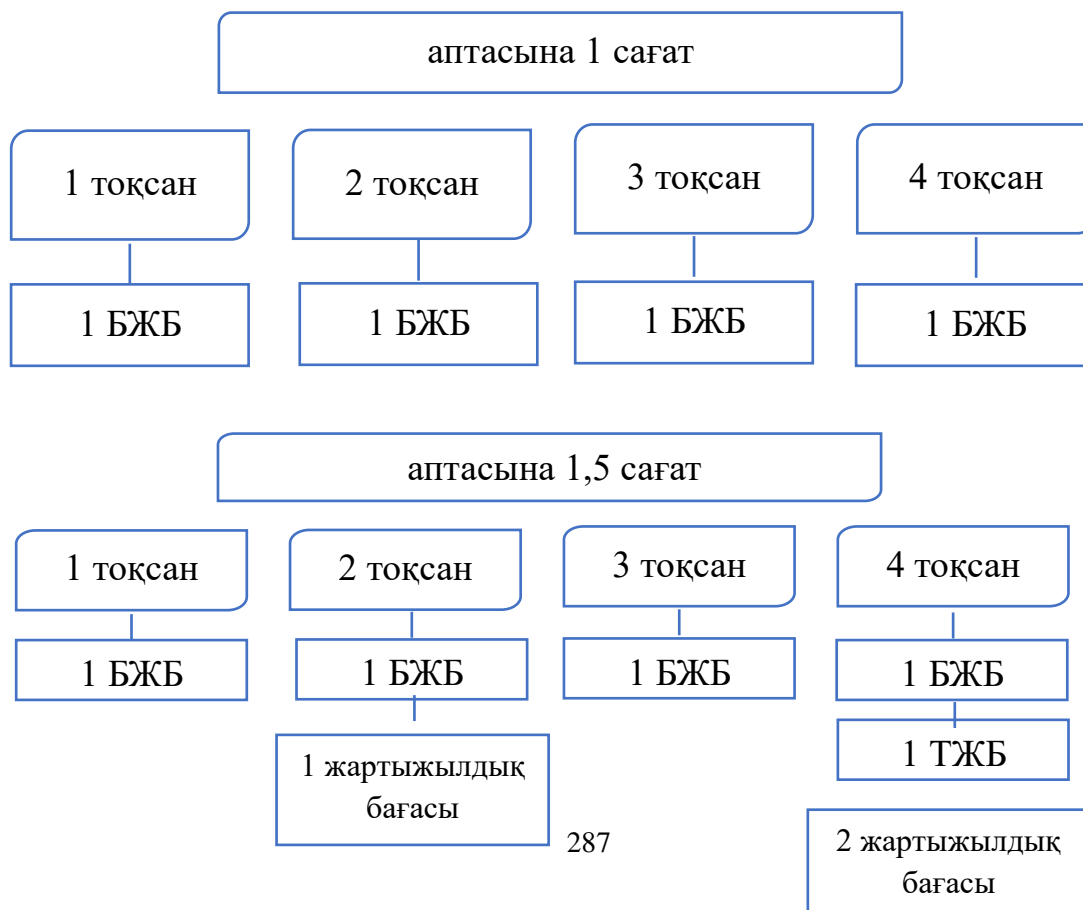 аптасына 1 сағат
1 тоқсан
2 тоқсан
3 тоқсан
4 тоқсан
1 БЖБ
1 БЖБ
1 БЖБ
1 БЖБ
аптасына 1,5 сағат
1 тоқсан
2 тоқсан
3 тоқсан
4 тоқсан
1 БЖБ
1 БЖБ
1 БЖБ
1 БЖБ
1 ТЖБ
1 жартыжылдық
бағасы
287
2 жартыжылдық
бағасы